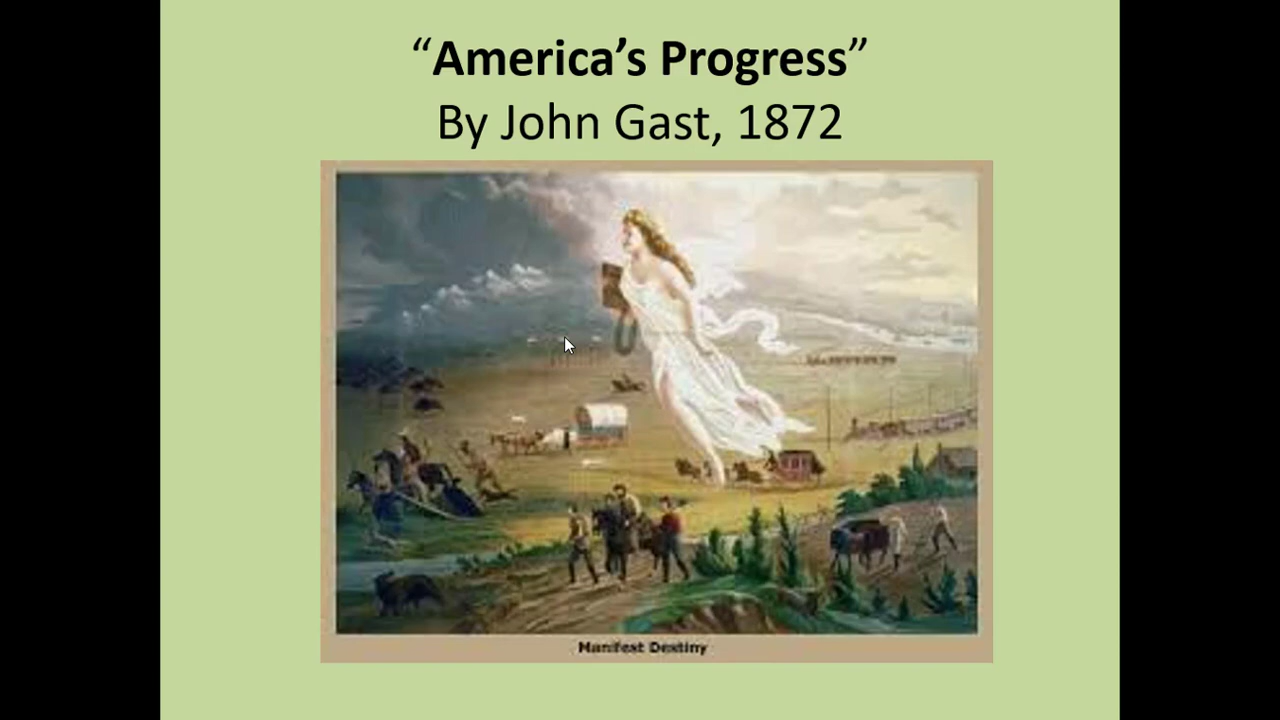 “America’s Progress”
By John Gast, 1872
Manifest Destiny